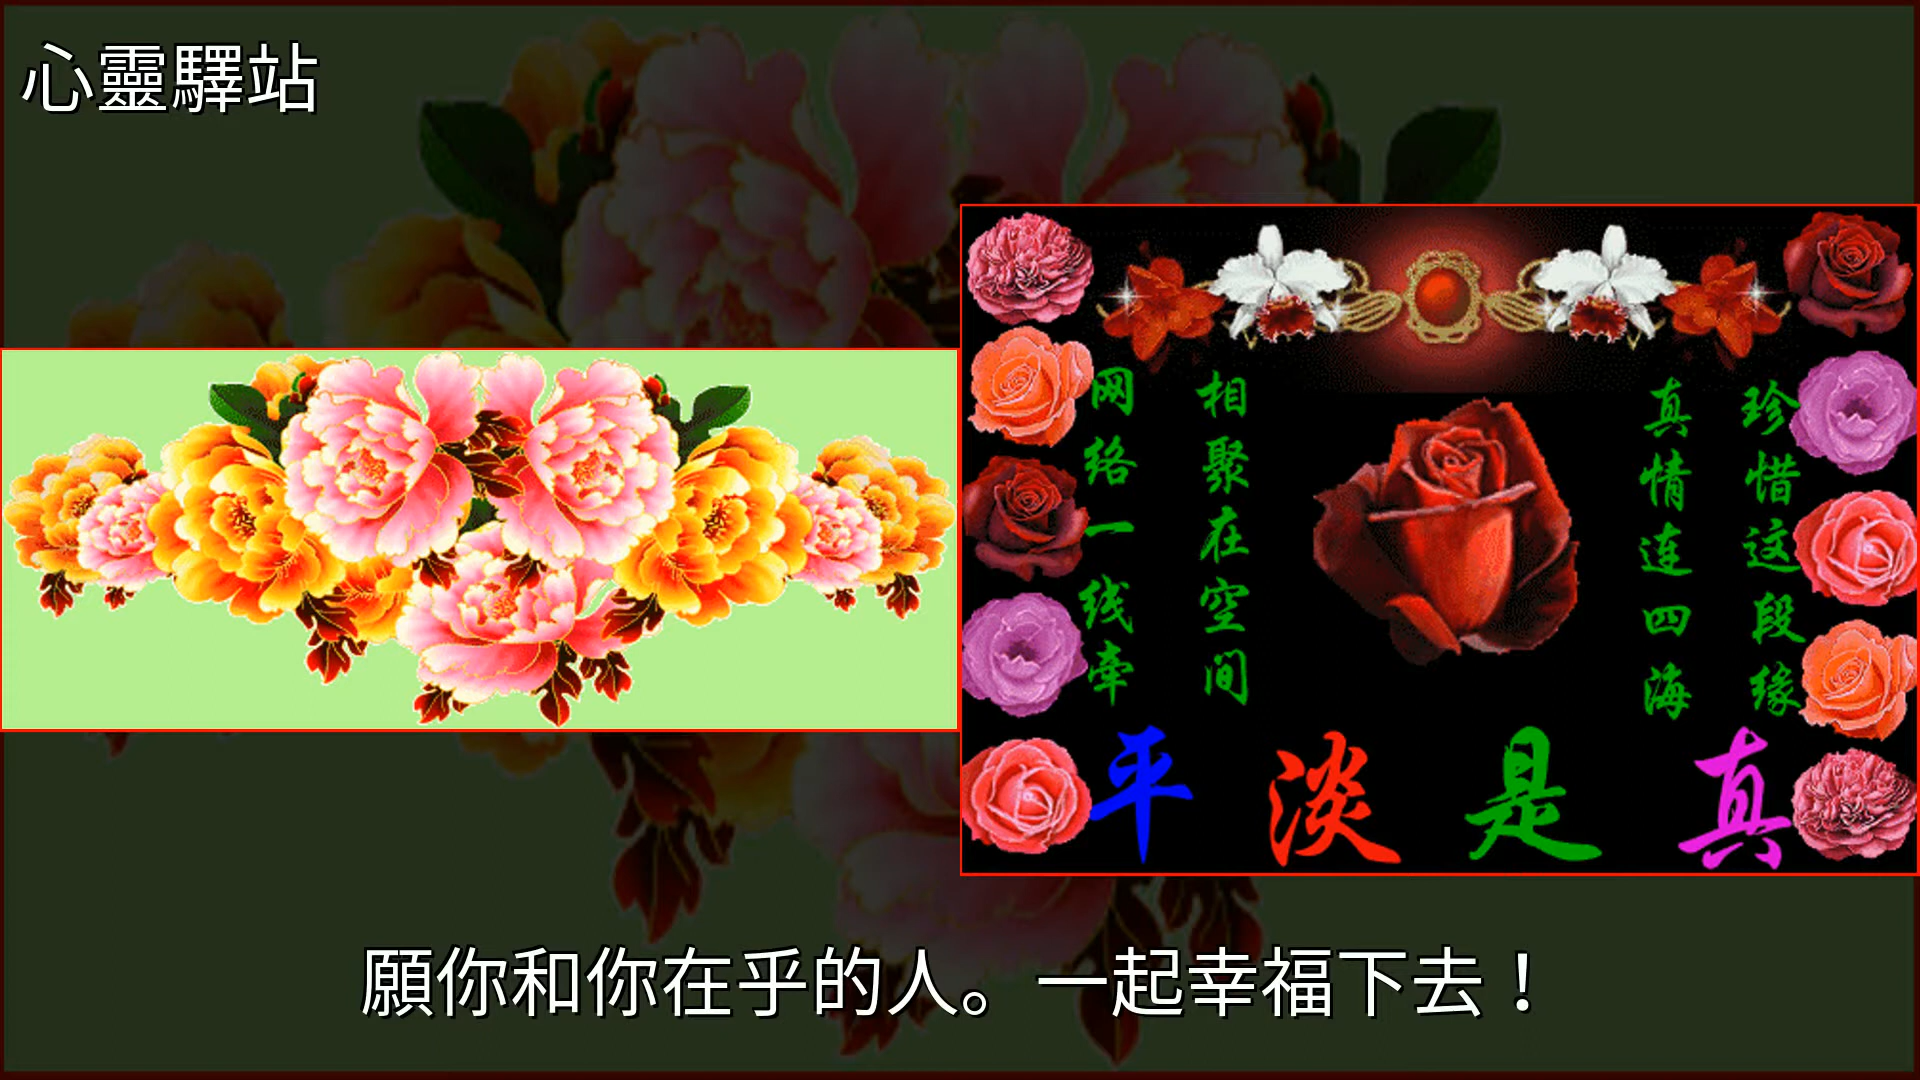 心靈驛站
网络一线牵
相聚在空间
真情连四海
珍惜这段缘
平淡是真
願你和你在乎的人。一起幸福下去！